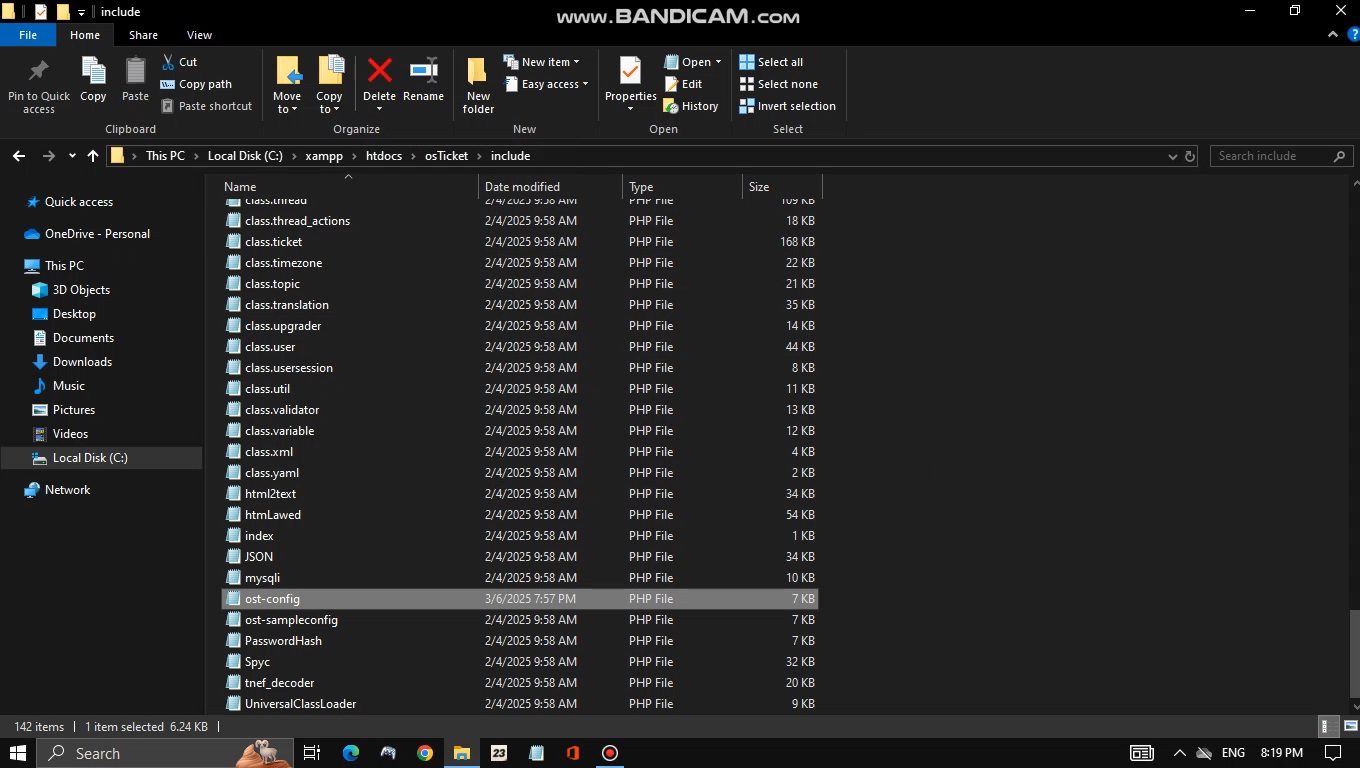 include
www.BANDICAM.com
File Home Share View
Pin to Quick access
Copy
Paste
Cut
Copy path
Paste shortcut
Clipboard
Move to
Copy to
Delete
Rename
Organize
New folder
New item
Easy access
New
Properties
Open
Edit
History
Open
Select all
Select none
Invert selection
Select
This PC > Local Disk (C:) > xampp > htdocs > osTicket > include
Search include
Quick access
OneDrive - Personal
This PC
3D Objects
Desktop
Documents
Downloads
Music
Pictures
Videos
Local Disk (C:)
Network
Name Date modified Type Size
class.thread 2/4/2025 9:58 AM PHP File 109 KB
class.thread_actions 2/4/2025 9:58 AM PHP File 18 KB
class.ticket 2/4/2025 9:58 AM PHP File 168 KB
class.timezone 2/4/2025 9:58 AM PHP File 22 KB
class.topic 2/4/2025 9:58 AM PHP File 21 KB
class.translation 2/4/2025 9:58 AM PHP File 35 KB
class.upgrader 2/4/2025 9:58 AM PHP File 14 KB
class.user 2/4/2025 9:58 AM PHP File 44 KB
class.usersession 2/4/2025 9:58 AM PHP File 8 KB
class.util 2/4/2025 9:58 AM PHP File 11 KB
class.validator 2/4/2025 9:58 AM PHP File 13 KB
class.variable 2/4/2025 9:58 AM PHP File 12 KB
class.xml 2/4/2025 9:58 AM PHP File 4 KB
class.yaml 2/4/2025 9:58 AM PHP File 2 KB
html2text 2/4/2025 9:58 AM PHP File 34 KB
htmLawed 2/4/2025 9:58 AM PHP File 54 KB
index 2/4/2025 9:58 AM PHP File 1 KB
JSON 2/4/2025 9:58 AM PHP File 34 KB
mysqli 2/4/2025 9:58 AM PHP File 10 KB
ost-config 3/6/2025 7:57 PM PHP File 7 KB
ost-sampleconfig 2/4/2025 9:58 AM PHP File 7 KB
PasswordHash 2/4/2025 9:58 AM PHP File 7 KB
Spyc 2/4/2025 9:58 AM PHP File 32 KB
tnef_decoder 2/4/2025 9:58 AM PHP File 20 KB
UniversalClassLoader 2/4/2025 9:58 AM PHP File 9 KB
142 items 1 item selected 6.24 KB
Search
23
ENG
8:19 PM